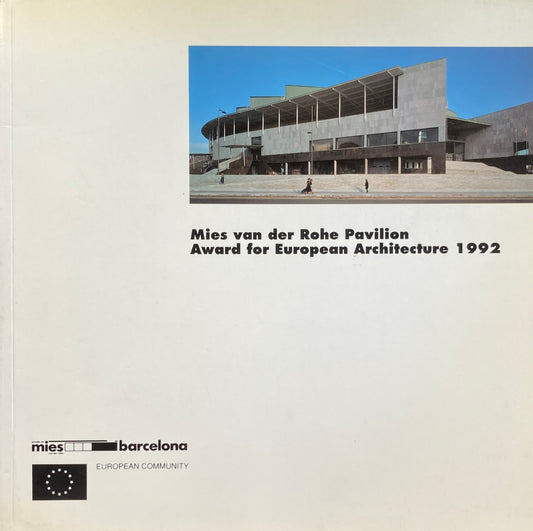 Mies van der Rohe Pavilion
Award for European Architecture 1992
mies barcelona
EUROPEAN COMMUNITY